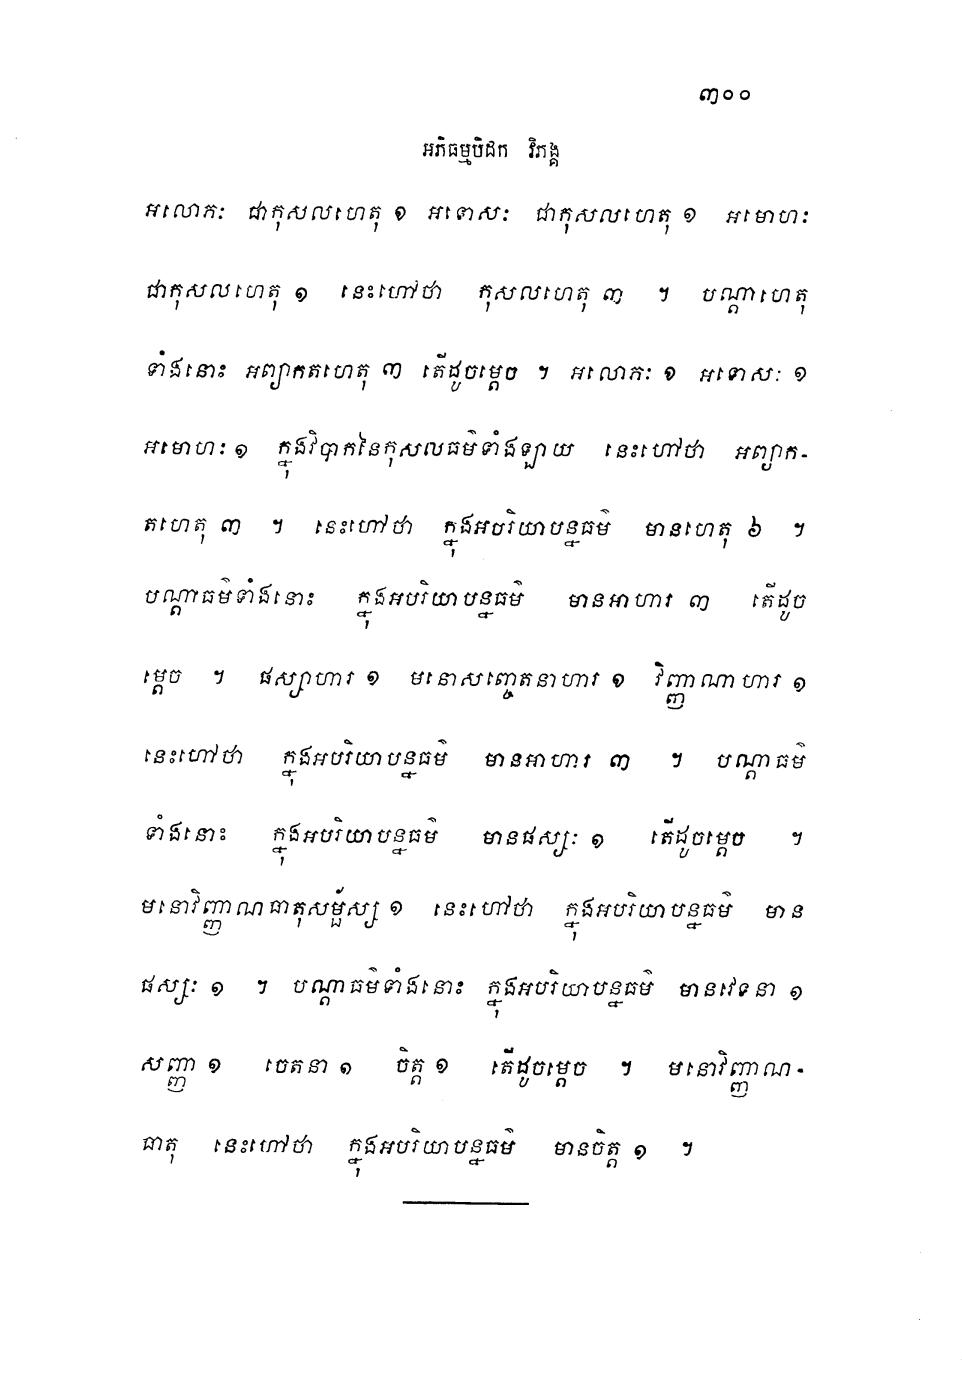 ៣០០
អភិធម្មបិដក វិភង្គ
អលោភៈ ជាកុសលហេតុ ១ អទោសៈ ជាកុសលហេតុ ១ អមោហៈ
ជាកុសលហេតុ ១ នេះហៅថា កុសលហេតុ ៣ ។ បណ្តាហេតុ
ទាំងនោះ អព្យាកតហេតុ ៣ តើដូចម្តេច ។ អលោភៈ ១ អទោសៈ ១
អមោហៈ ១ ក្នុងវិបាកនៃកុសលធម៌ទាំងឡាយ នេះហៅថា អព្យាក-
តហេតុ ៣ ។ នេះហៅថា ក្នុងអបរិយាបន្នធម៌ មានហេតុ ៦ ។
បណ្តាធម៌ទាំងនោះ ក្នុងអបរិយាបន្នធម៌ មានអាហារ ៣ តើដូច
ម្តេច ។ ផស្សាហារ ១ មនោសញ្ចេតនាហារ ១ វិញ្ញាណាហារ ១
នេះហៅថា ក្នុងអបរិយាបន្នធម៌ មានអាហារ ៣ ។ បណ្តាធម៌
ទាំងនោះ ក្នុងអបរិយាបន្នធម៌ មានផស្សៈ ១ តើដូចម្តេច ។
មនោវិញ្ញាណធាតុសម្ផ័ស្ស ១ នេះហៅថា ក្នុងអបរិយាបន្នធម៌ មាន
ផស្សៈ ១ ។ បណ្តាធម៌ទាំងនោះ ក្នុងអបរិយាបន្នធម៌ មានវេទនា ១
សញ្ញា ១ ចេតនា ១ ចិត្ត ១ តើដូចម្តេច ។ មនោវិញ្ញាណ-
ធាតុ នេះហៅថា ក្នុងអបរិយាបន្នធម៌ មានចិត្ត ១ ។